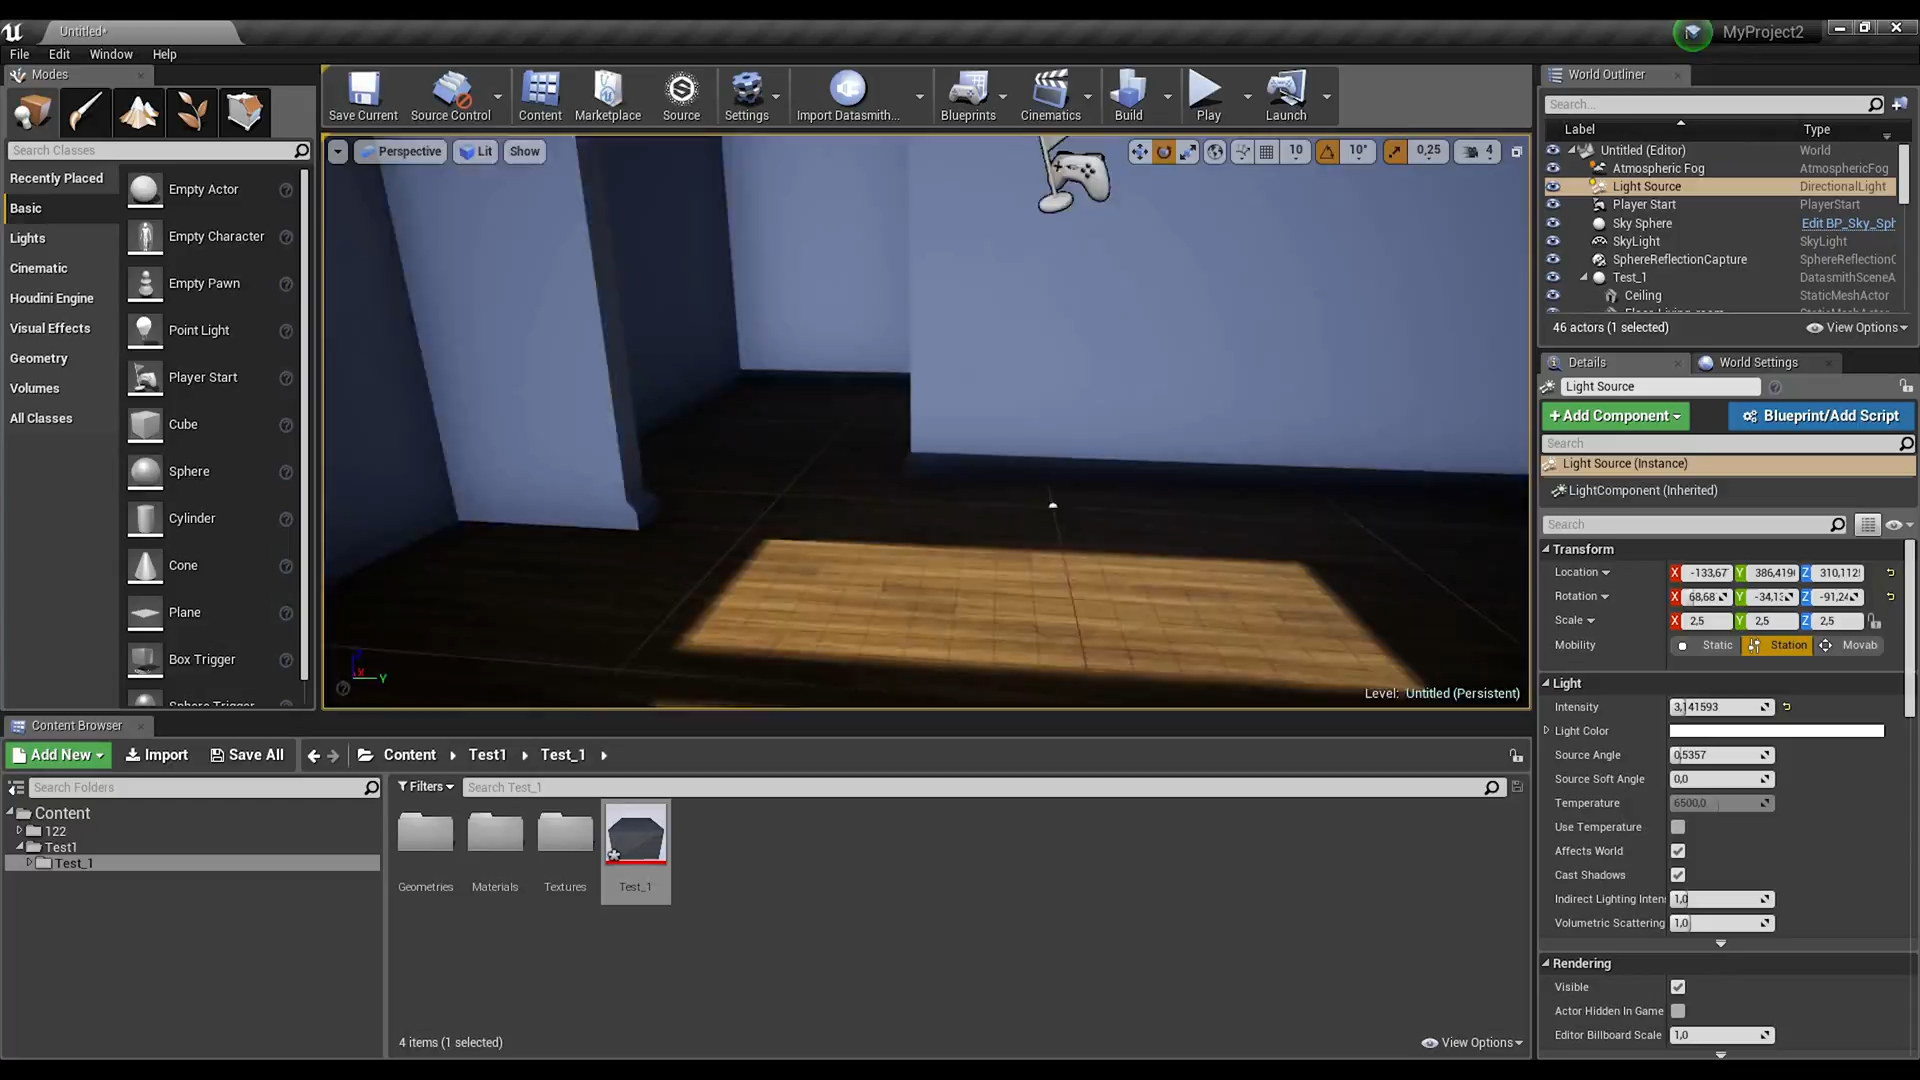 Untitled*
MyProject2
File Edit Window Help
Modes
Search Classes
Recently Placed
Basic
Lights
Cinematic
Houdini Engine
Visual Effects
Geometry
Volumes
All Classes
Empty Actor
Empty Character
Empty Pawn
Point Light
Player Start
Cube
Sphere
Cylinder
Cone
Plane
Box Trigger
Sphere Trigger
Save Current Source Control Content Marketplace Source Settings Import Datasmith... Blueprints Cinematics Build Play Launch
Perspective Lit Show
10 10° 0,25 4
X Y
Level: Untitled (Persistent)
World Outliner
Search...
Label Type
Untitled (Editor) World
Atmospheric Fog AtmosphericFog
Light Source DirectionalLight
Player Start PlayerStart
Sky Sphere Edit BP_Sky_Sph
SkyLight SkyLight
SphereReflectionCapture SphereReflectionC
Test_1 DatasmithSceneA
Ceiling StaticMeshActor
46 actors (1 selected) View Options
Details World Settings
Light Source
+Add Component Blueprint/Add Script
Search
Light Source (Instance)
LightComponent (Inherited)
Search
Transform
Location X -133,67 Y 386,419 Z 310,112
Rotation X 68,68 Y -34,13 Z -91,24
Scale X 2,5 Y 2,5 Z 2,5
Mobility Static Station Movab
Light
Intensity 3,141593
Light Color
Source Angle 0,5357
Source Soft Angle 0,0
Temperature 6500,0
Use Temperature
Affects World
Cast Shadows
Indirect Lighting Inten 1,0
Volumetric Scattering 1,0
Rendering
Visible
Actor Hidden In Game
Editor Billboard Scale 1,0
Content Browser
Add New Import Save All Content Test1 Test_1
Search Folders
Content
122
Test1
Test_1
Filters Search Test_1
Geometries Materials Textures Test_1
4 items (1 selected) View Options